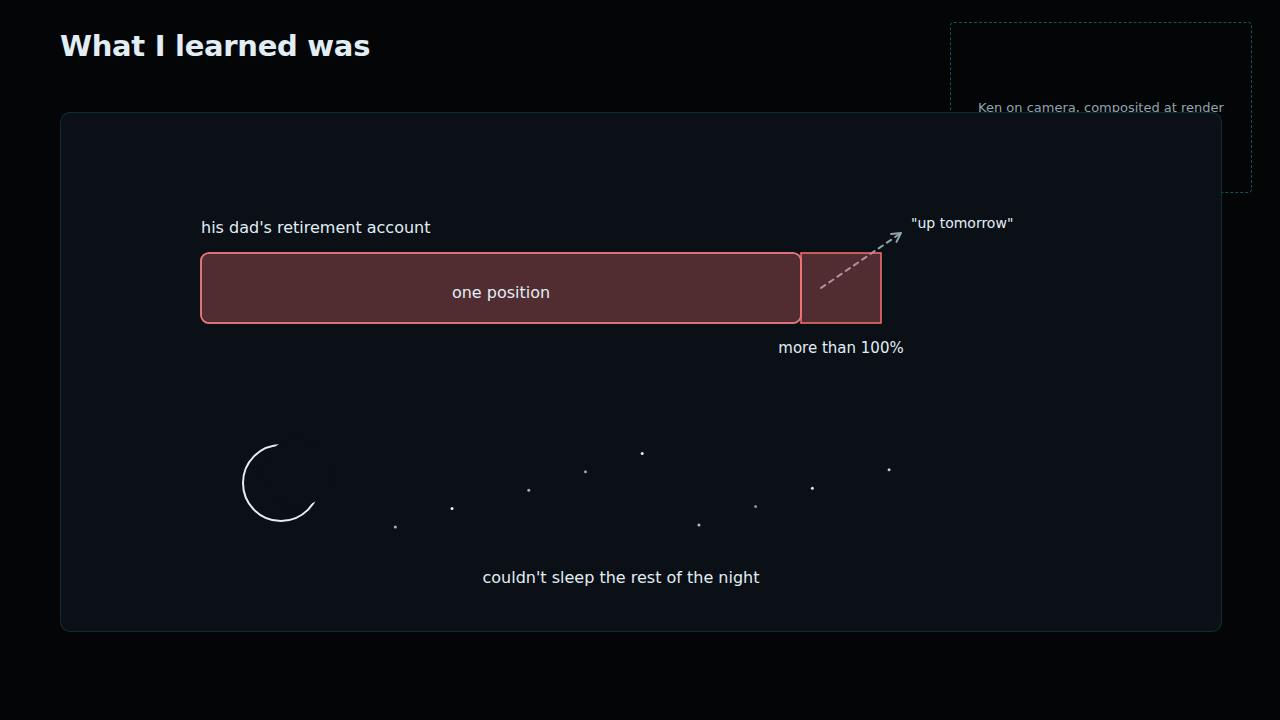 What I learned was
Ken on camera, composited at render
his dad's retirement account
"up tomorrow"
one position
more than 100%
couldn't sleep the rest of the night